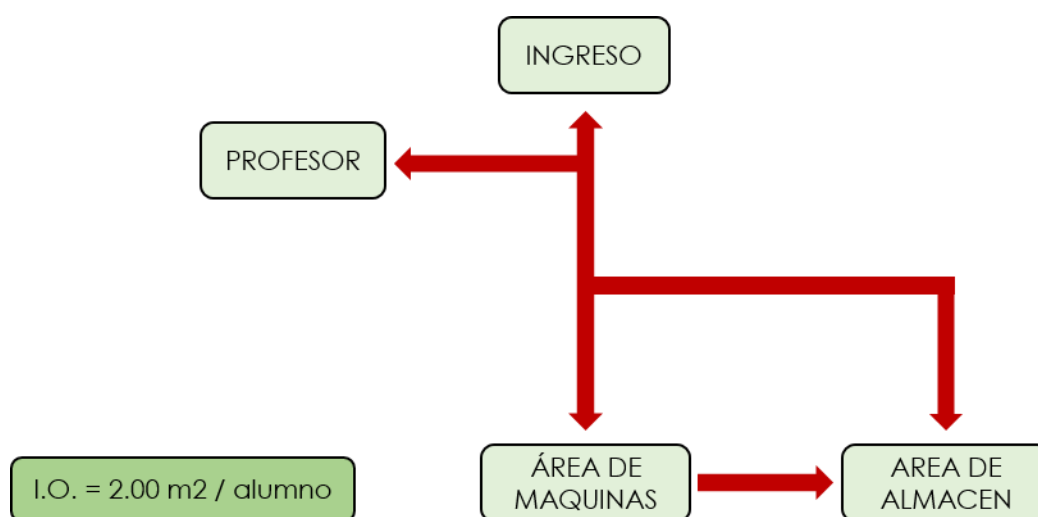 INGRESO
PROFESOR
ÁREA DE
MAQUINAS
AREA DE
ALMACEN
I.O. = 2.00 m2 / alumno